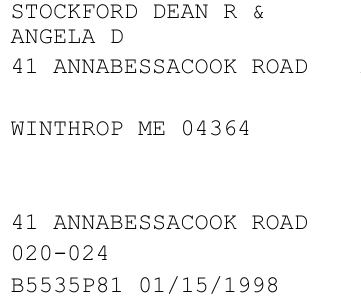 STOCKFORD DEAN R &
ANGELA D
41 ANNABESSACOOK ROAD
WINTHROP ME 04364
41 ANNABESSACOOK ROAD
020-024
B5535P81 01/15/1998